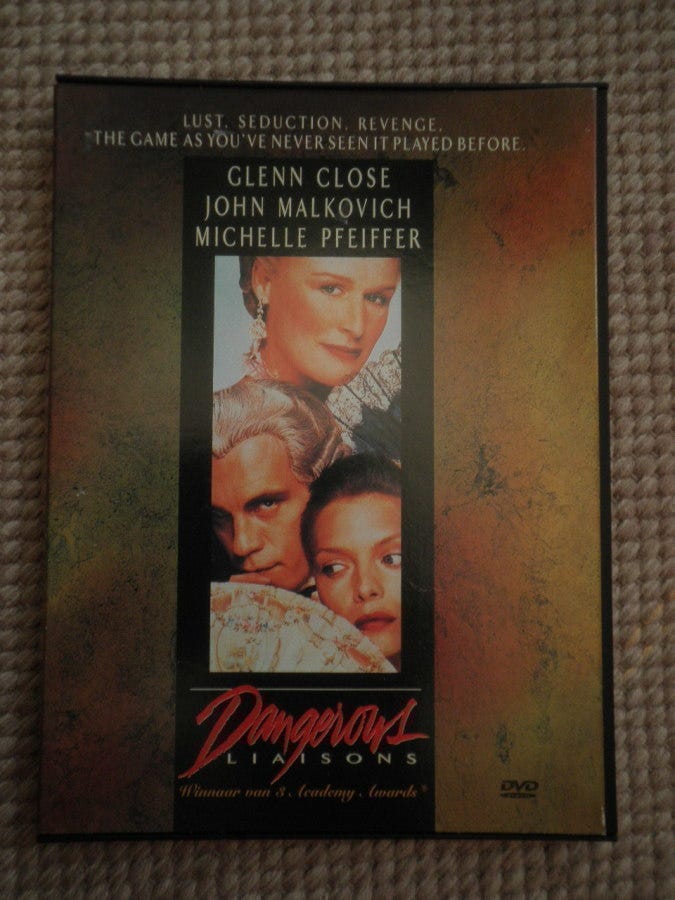 LUST. SEDUCTION. REVENGE.
THE GAME AS YOU'VE NEVER SEEN IT PLAYED BEFORE.
GLENN CLOSE
JOHN MALKOVICH
MICHELLE PFEIFFER
Dangerous
LIAISONS
Winnaar van 3 Academy Awards®
DVD